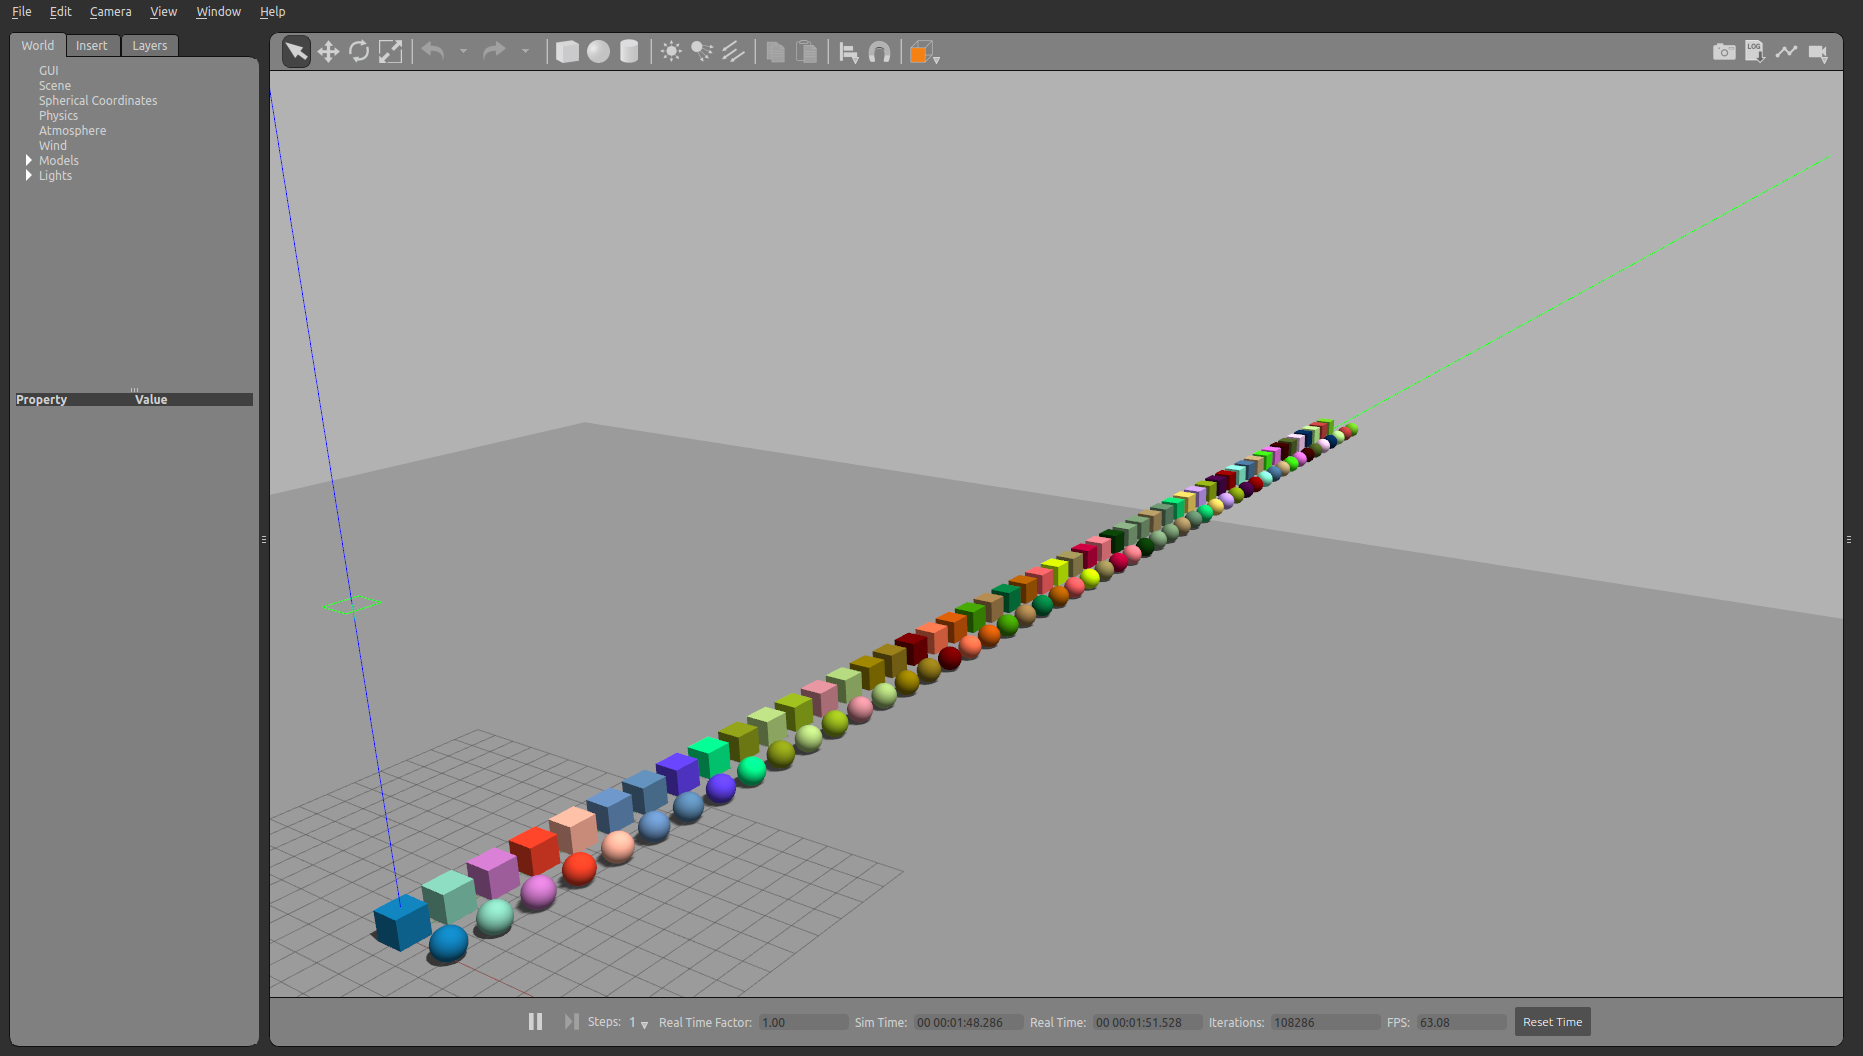 File Edit Camera View Window Help
World Insert Layers
GUI
Scene
Spherical Coordinates
Physics
Atmosphere
Wind
Models
Lights
Property Value
LOG
Steps: 1 Real Time Factor: 1.00 Sim Time: 00 00:01:48.286 Real Time: 00 00:01:51.528 Iterations: 108286 FPS: 63.08 Reset Time